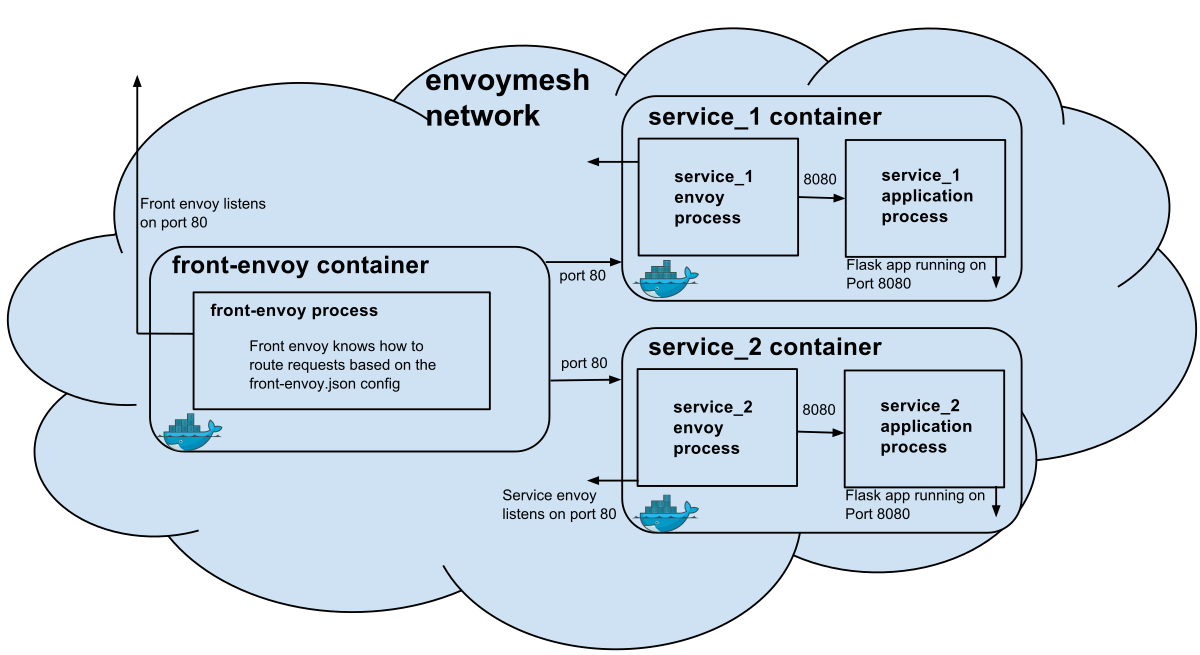 envoymesh
network
service_1 container
service_1
envoy
process
8080
service_1
application
process
Flask app running on
Port 8080
Front envoy listens
on port 80
front-envoy container
front-envoy process
Front envoy knows how to
route requests based on the
front-envoy.json config
port 80
port 80
service_2 container
service_2
envoy
process
8080
service_2
application
process
Flask app running on
Port 8080
Service envoy
listens on port 80